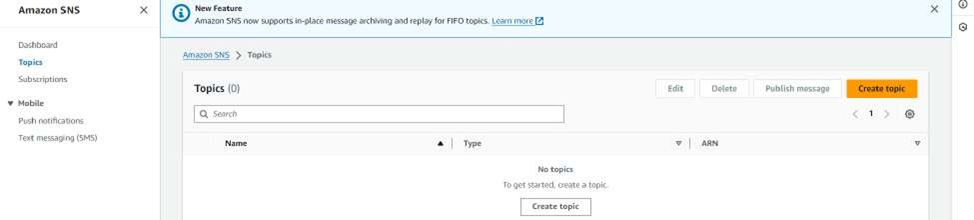 Amazon SNS
Dashboard
Topics
Subscriptions
Mobile
Push notifications
Text messaging (SMS)
New Feature
Amazon SNS now supports in-place message archiving and replay for FIFO topics. Learn more
Amazon SNS > Topics
Topics (0)
Edit Delete Publish message Create topic
Search
1
Name Type ARN
No topics
To get started, create a topic.
Create topic